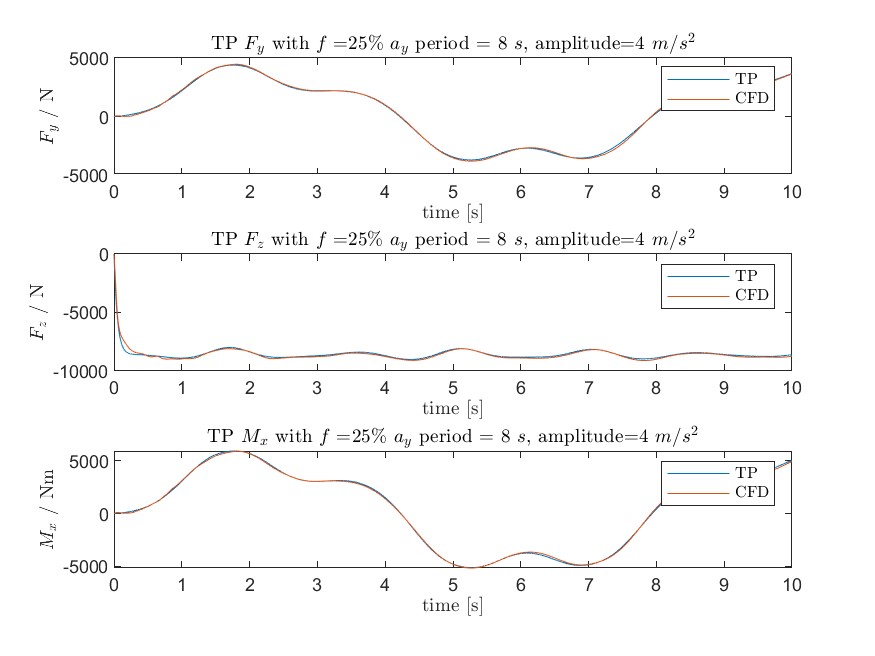 TP F_y with f =25% a_y period = 8 s, amplitude=4 m/s^2
5000
0
-5000
F_y / N
TP
CFD
0 1 2 3 4 5 6 7 8 9 10
time [s]
TP F_z with f =25% a_y period = 8 s, amplitude=4 m/s^2
0
-5000
-10000
F_z / N
TP
CFD
0 1 2 3 4 5 6 7 8 9 10
time [s]
TP M_x with f =25% a_y period = 8 s, amplitude=4 m/s^2
5000
0
-5000
M_x / Nm
TP
CFD
0 1 2 3 4 5 6 7 8 9 10
time [s]